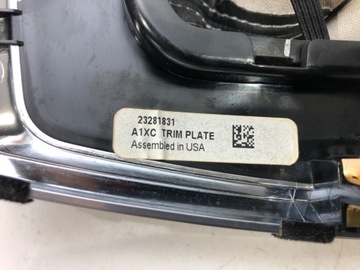 23281831
A1XC TRIM PLATE
Assembled in USA